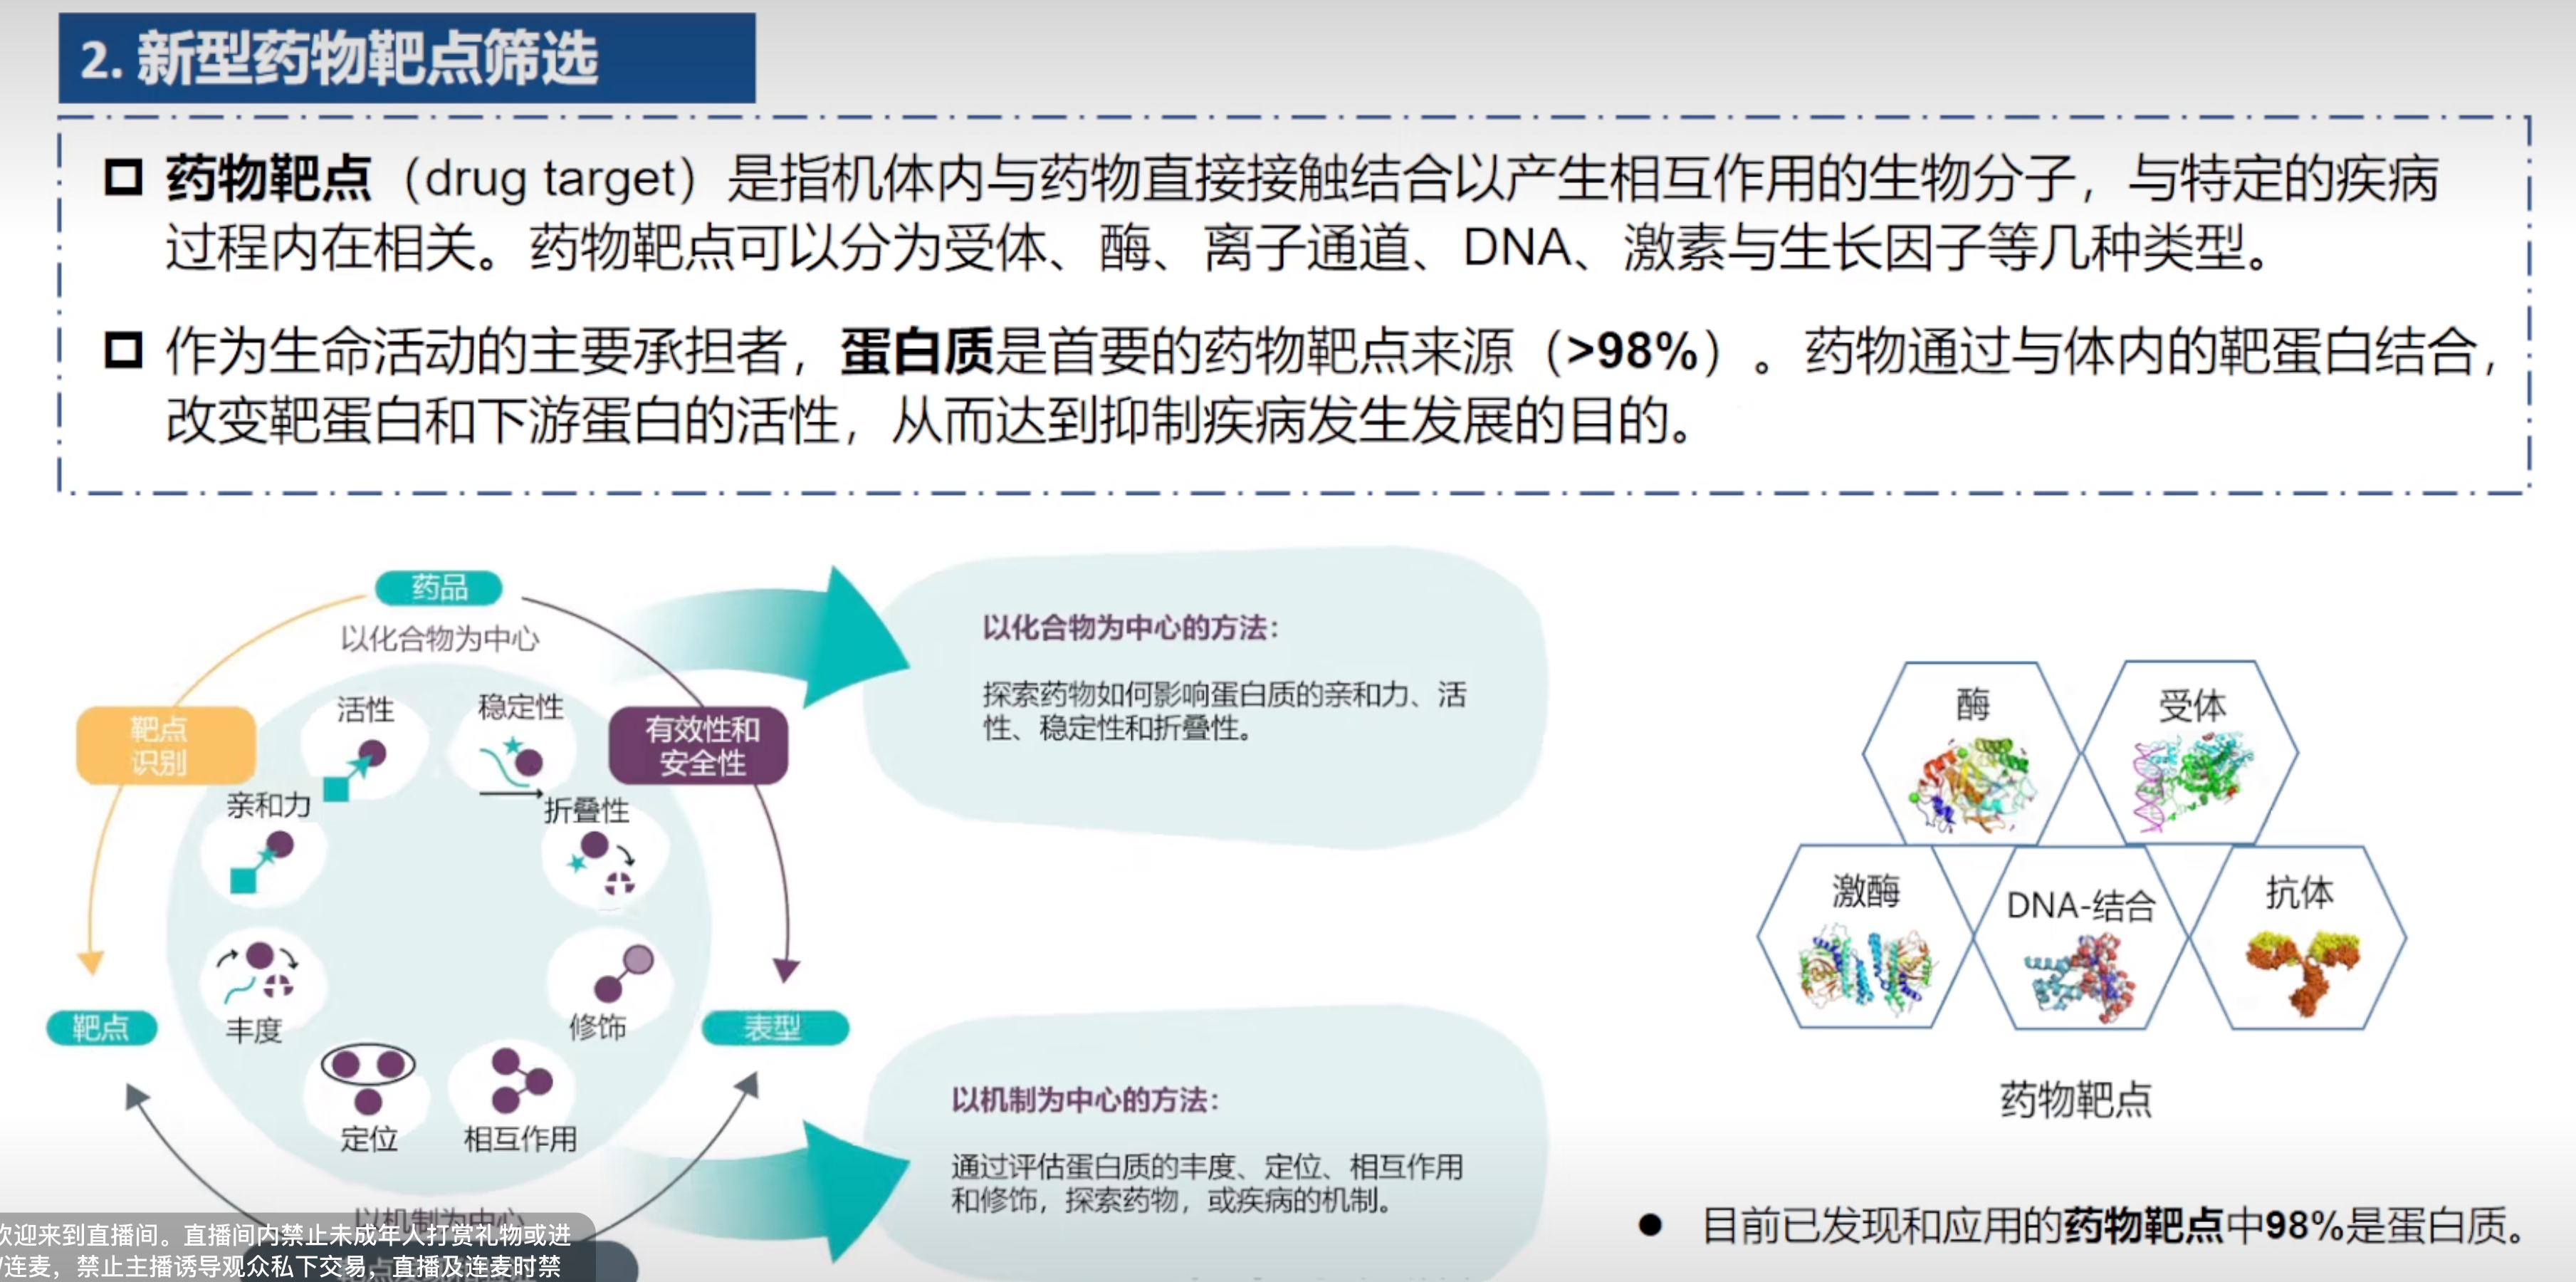 2. 新型药物靶点筛选
药物靶点（drug target）是指机体内与药物直接接触结合以产生相互作用的生物分子，与特定的疾病
过程内在相关。药物靶点可以分为受体、酶、离子通道、DNA、激素与生长因子等几种类型。
作为生命活动的主要承担者，蛋白质是首要的药物靶点来源（>98%）。药物通过与体内的靶蛋白结合，
改变靶蛋白和下游蛋白的活性，从而达到抑制疾病发生发展的目的。
药品
以化合物为中心
靶点
识别
有效性和
安全性
活性
稳定性
亲和力
折叠性
丰度
修饰
定位
相互作用
靶点
表型
以机制为中心
以化合物为中心的方法：
探索药物如何影响蛋白质的亲和力、活
性、稳定性和折叠性。
以机制为中心的方法：
通过评估蛋白质的丰度、定位、相互作用
和修饰，探索药物，或疾病的机制。
酶
受体
激酶
DNA-结合
抗体
药物靶点
目前已发现和应用的药物靶点中98%是蛋白质。
欢迎来到直播间。直播间内禁止未成年人打赏礼物或进
连麦，禁止主播诱导观众私下交易，直播及连麦时禁